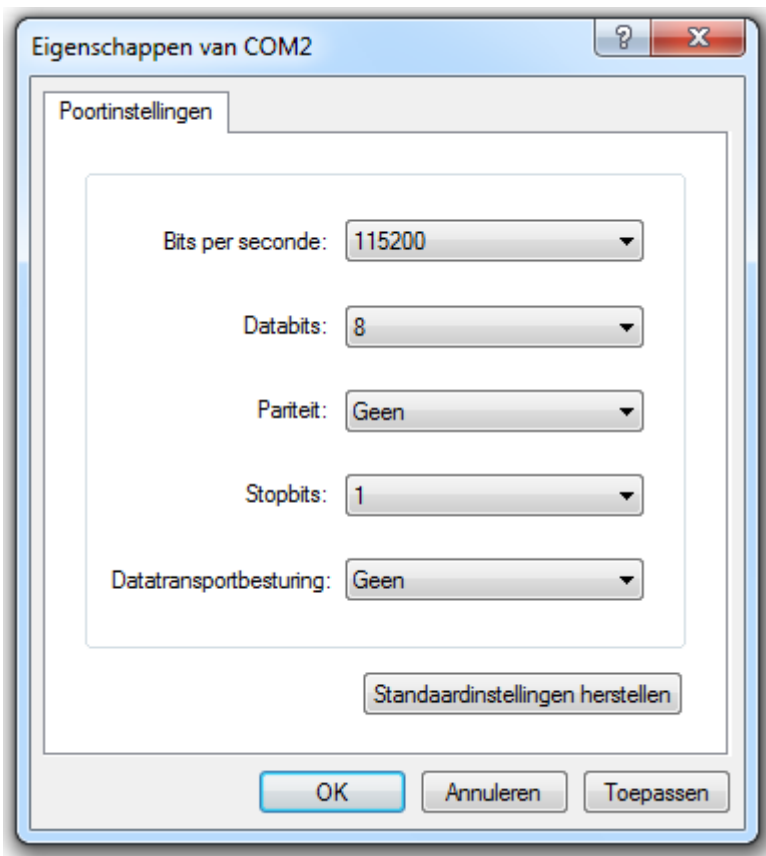 Eigenschappen van COM2
Poortinstellingen
Bits per seconde: 115200
Databits: 8
Pariteit: Geen
Stopbits: 1
Datatransportbesturing: Geen
Standaardinstellingen herstellen
OK Annuleren Toepassen